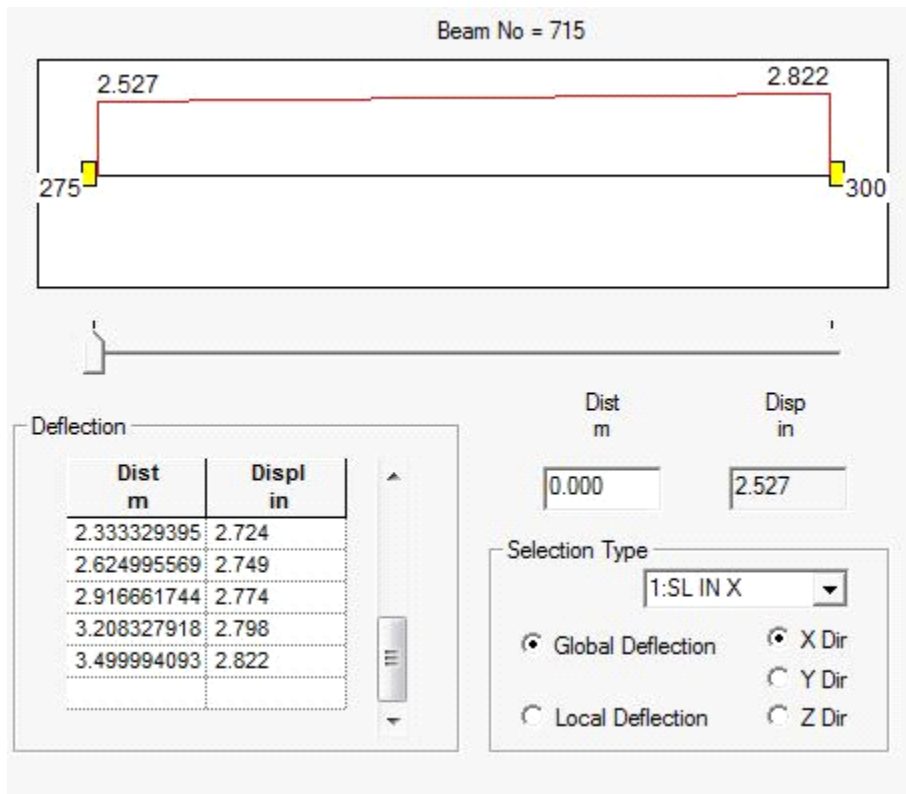 Beam No = 715
2.527 2.822
275 300
Dist Disp
m in
0.000 2.527
Deflection
Dist Displ
m in
2.333329395 2.724
2.624995569 2.749
2.916661744 2.774
3.208327918 2.798
3.499994093 2.822
Selection Type
1:SL IN X
Global Deflection X Dir
Y Dir
Local Deflection Z Dir